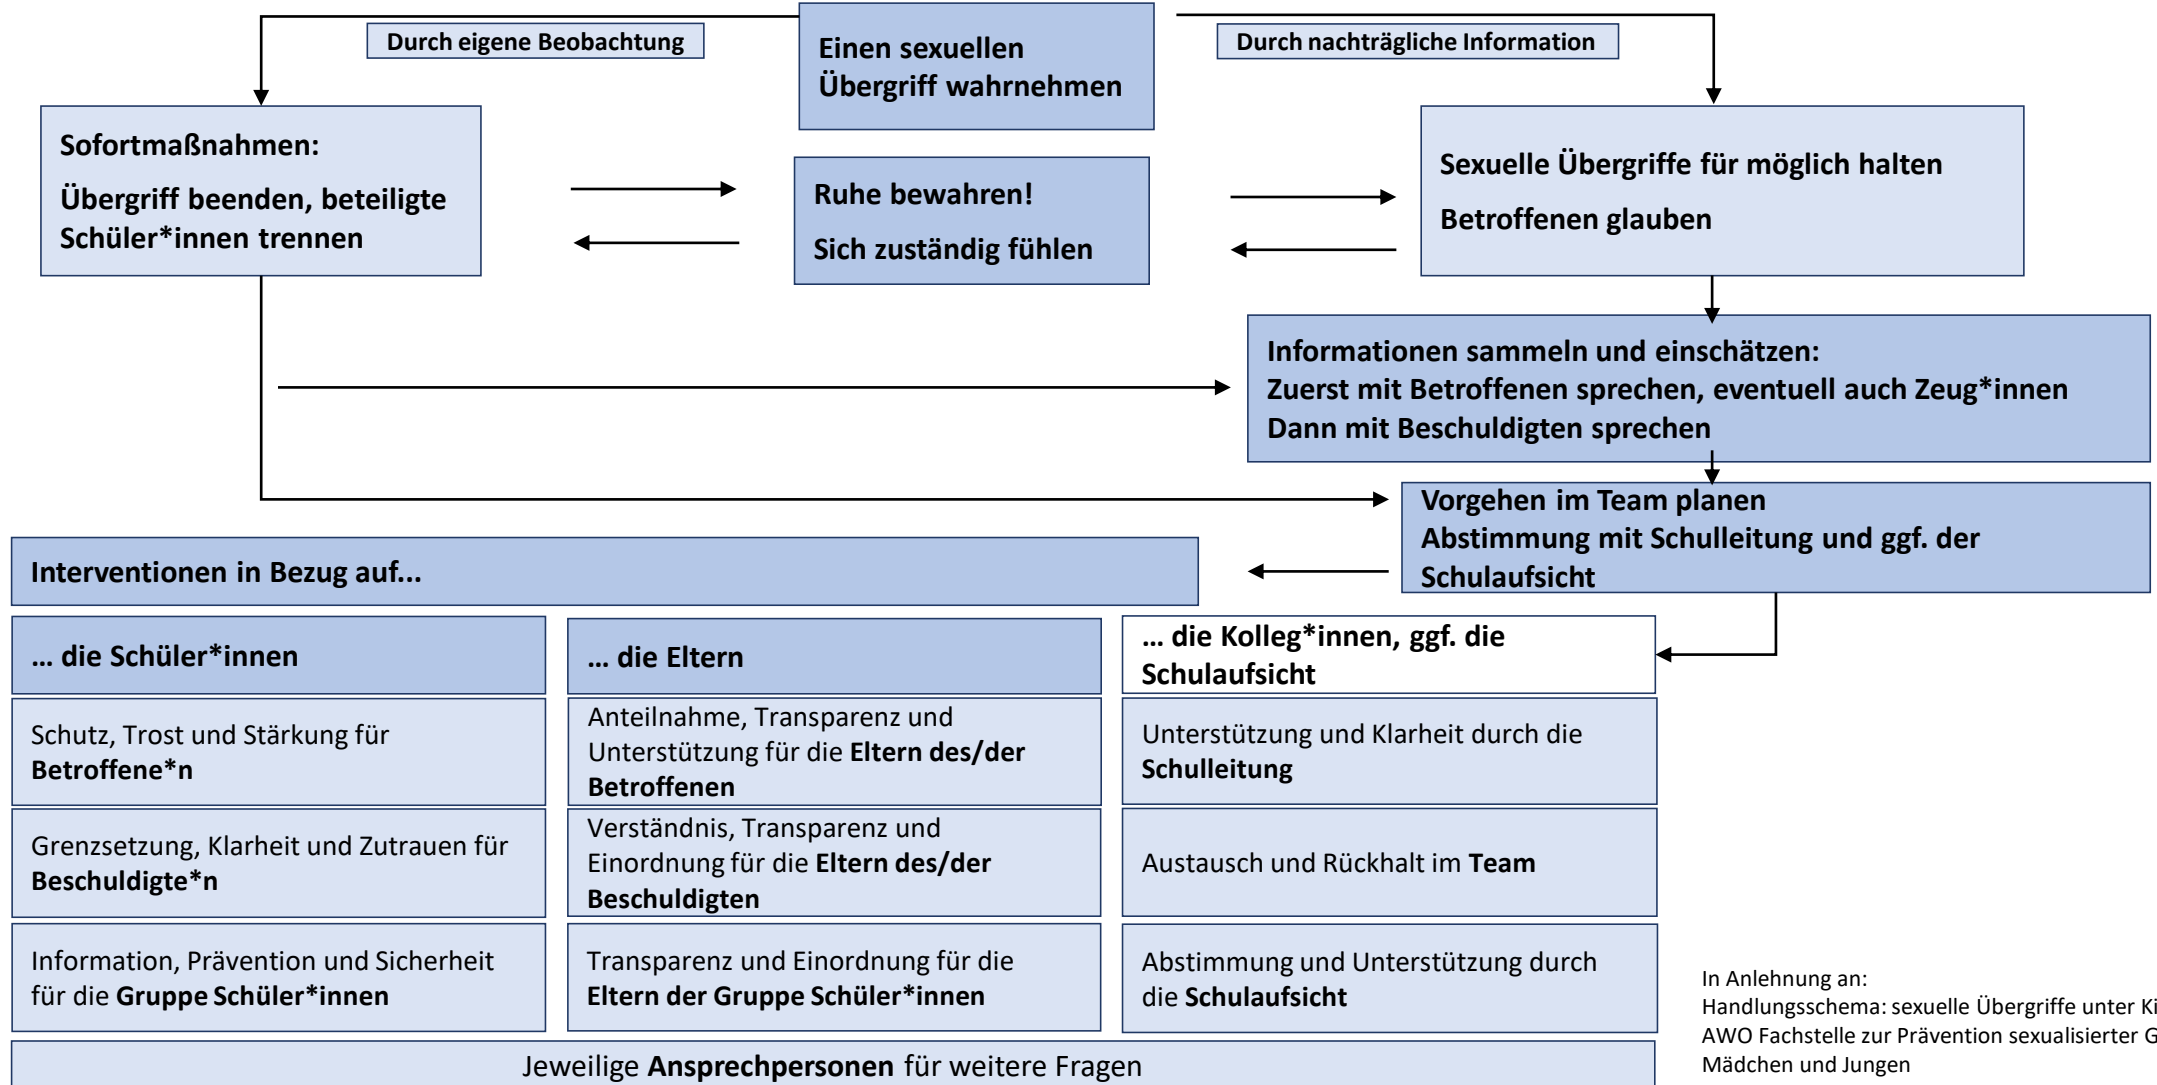 Durch eigene Beobachtung
Einen sexuellen
Übergriff wahrnehmen
Durch nachträgliche Information
Sofortmaßnahmen:
Übergriff beenden, beteiligte
Schüler*innen trennen
Ruhe bewahren!
Sich zuständig fühlen
Sexuelle Übergriffe für möglich halten
Betroffenen glauben
Informationen sammeln und einschätzen:
Zuerst mit Betroffenen sprechen, eventuell auch Zeug*innen
Dann mit Beschuldigten sprechen
Vorgehen im Team planen
Abstimmung mit Schulleitung und ggf. der
Schulaufsicht
Interventionen in Bezug auf...
... die Schüler*innen
Schutz, Trost und Stärkung für
Betroffene*n
Grenzsetzung, Klarheit und Zutrauen für
Beschuldigte*n
Information, Prävention und Sicherheit
für die Gruppe Schüler*innen
... die Eltern
Anteilnahme, Transparenz und
Unterstützung für die Eltern des/der
Betroffenen
Verständnis, Transparenz und
Einordnung für die Eltern des/der
Beschuldigten
Transparenz und Einordnung für die
Eltern der Gruppe Schüler*innen
... die Kolleg*innen, ggf. die
Schulaufsicht
Unterstützung und Klarheit durch die
Schulleitung
Austausch und Rückhalt im Team
Abstimmung und Unterstützung durch
die Schulaufsicht
Jeweilige Ansprechpersonen für weitere Fragen
In Anlehnung an:
Handlungsschema: sexuelle Übergriffe unter
AWO Fachstelle zur Prävention sexualisierter
Mädchen und Jungen